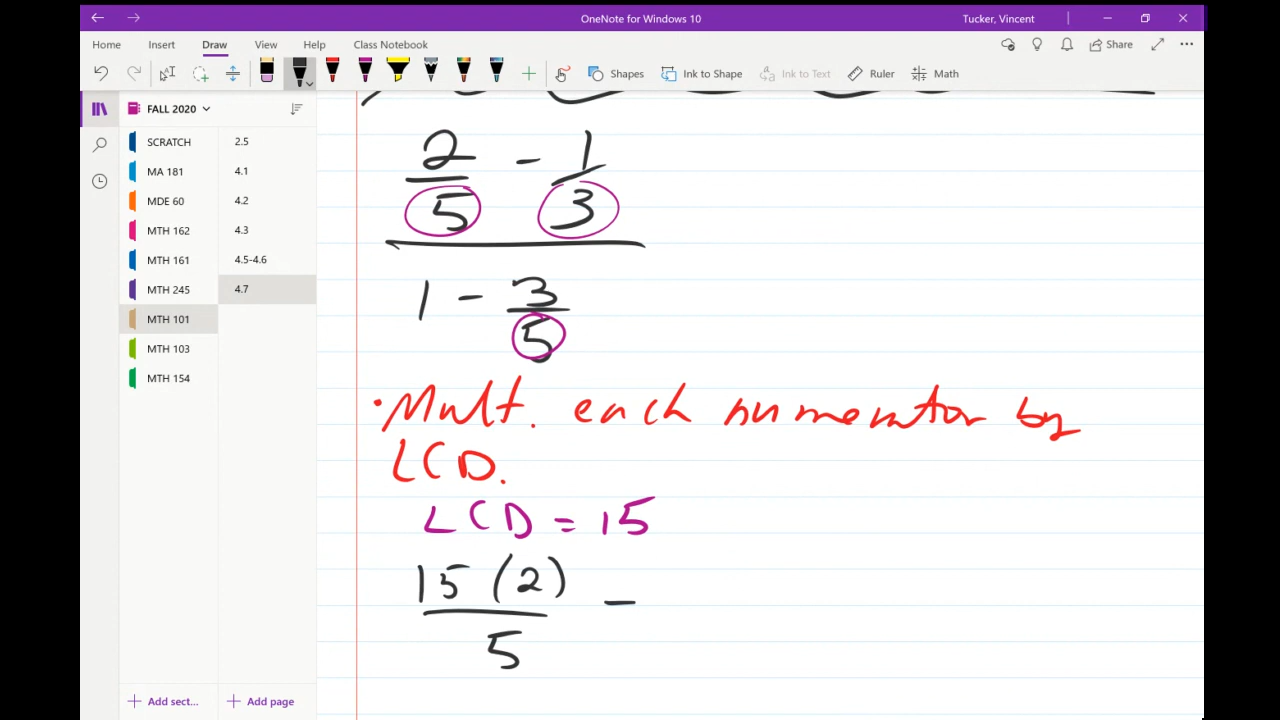 OneNote for Windows 10
Tucker, Vincent
Home Insert Draw View Help Class Notebook
Share
Shapes Ink to Shape Ink to Text Ruler Math
FALL 2020
SCRATCH
MA 181
MDE 60
MTH 162
MTH 161
MTH 245
MTH 101
MTH 103
MTH 154
2.5
4.1
4.2
4.3
4.5-4.6
4.7
Add sect...
Add page
2 - 1
5 3
1 - 3
5
• Mult. each numerator by
LCD.
LCD = 15
15 (2) -
5